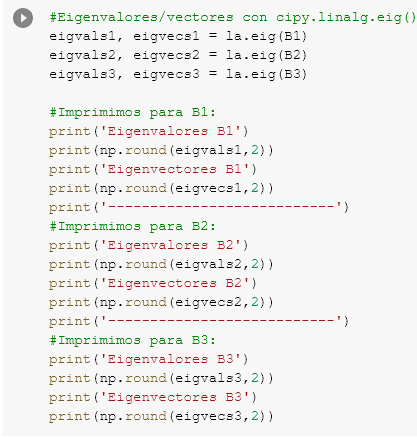 #Eigenvalores/vectores con cipy.linalg.eig()
eigvals1, eigvecs1 = la.eig(B1)
eigvals2, eigvecs2 = la.eig(B2)
eigvals3, eigvecs3 = la.eig(B3)

#Imprimimos para B1:
print('Eigenvalores B1')
print(np.round(eigvals1,2))
print('Eigenvectores B1')
print(np.round(eigvecs1,2))
print('---------------------------')
#Imprimimos para B2:
print('Eigenvalores B2')
print(np.round(eigvals2,2))
print('Eigenvectores B2')
print(np.round(eigvecs2,2))
print('---------------------------')
#Imprimimos para B3:
print('Eigenvalores B3')
print(np.round(eigvals3,2))
print('Eigenvectores B3')
print(np.round(eigvecs3,2))